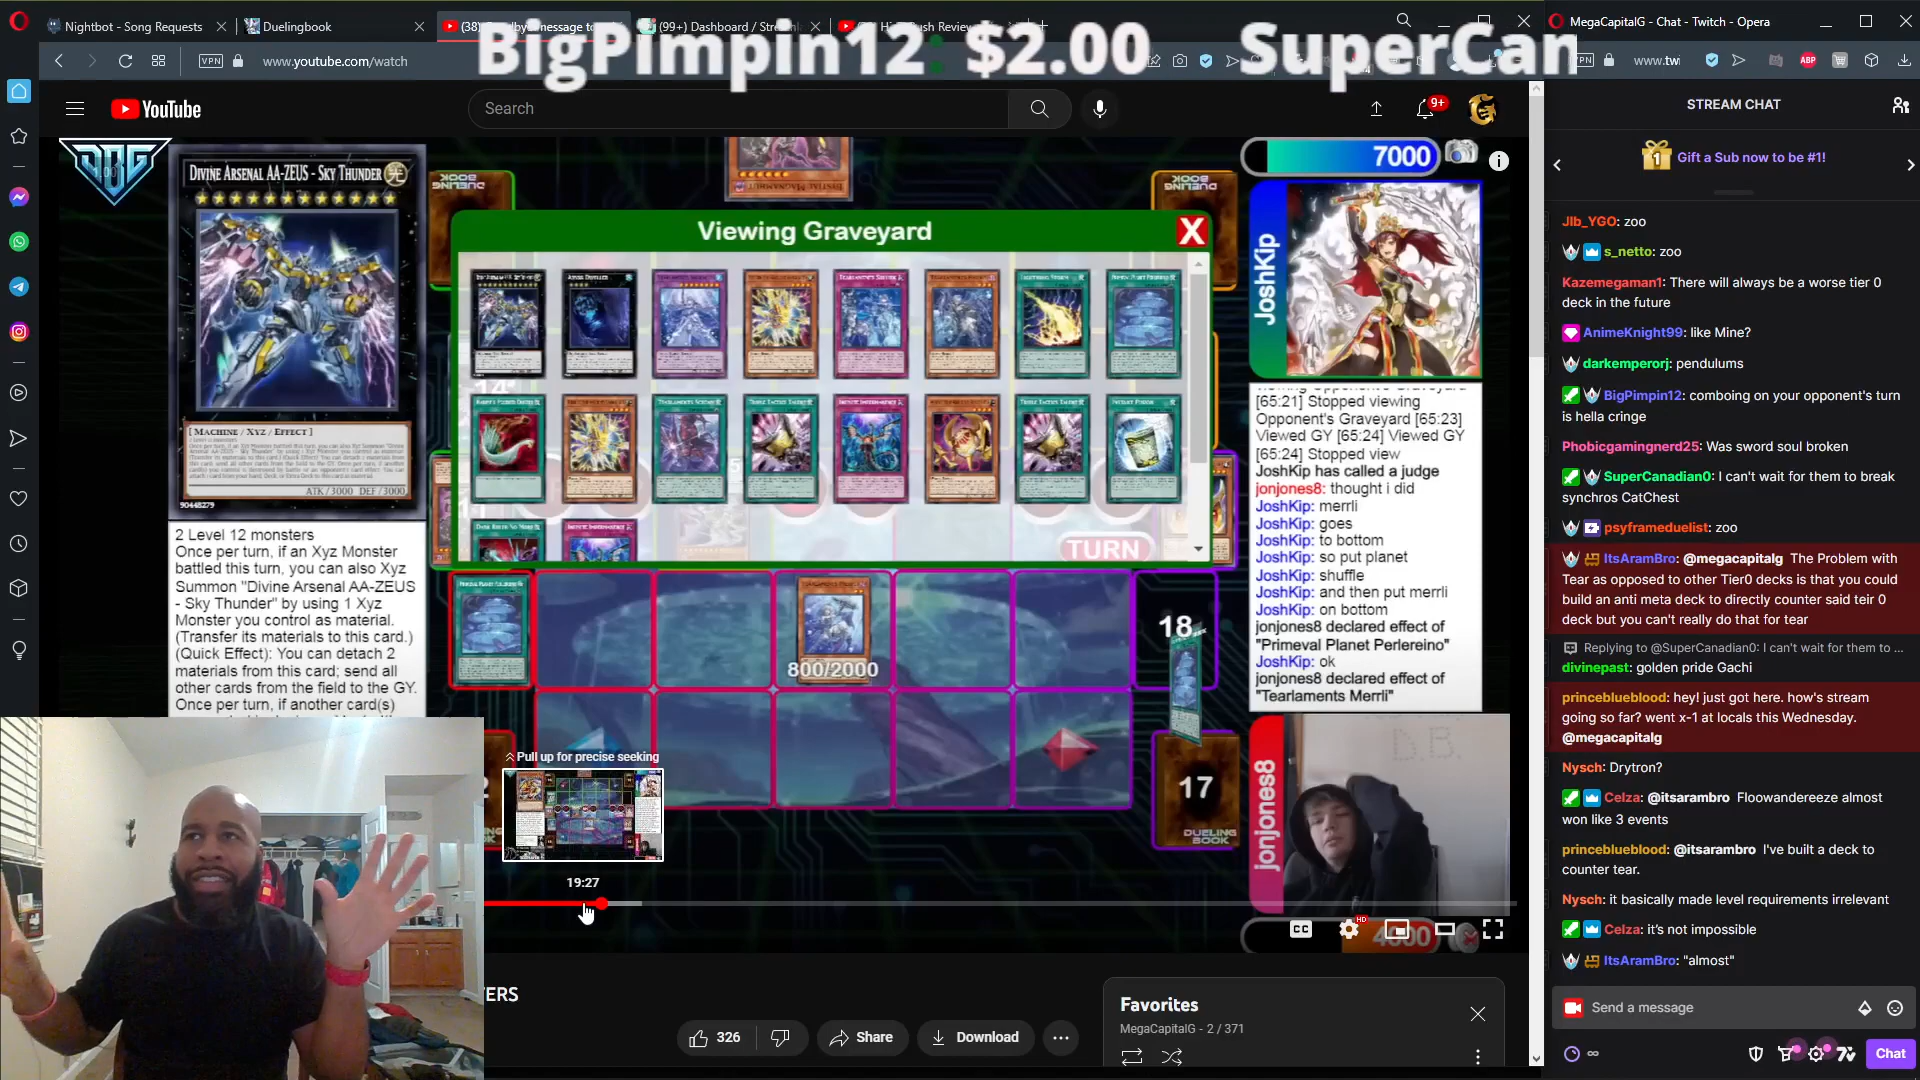 Nightbot - Song Requests
Duelingbook
(99+) Dashboard / Stre
BigPimpin12: $2.00 SuperCan
MegaCapitalG - Chat - Twitch - Opera
VPN
www.youtube.com/watch
ABP
YouTube
Search
9+
STREAM CHAT
Gift a Sub now to be #1!
DBG
DIVINE ARSENAL AA-ZEUS - SKY THUNDER
[ MACHINE / XYZ / EFFECT ]
ATK/3000 DEF/3000
90448279
2 Level 12 monsters
Once per turn, if an Xyz Monster
battled this turn, you can also Xyz
Summon "Divine Arsenal AA-ZEUS
- Sky Thunder" by using 1 Xyz
Monster you control as material.
(Transfer its materials to this card.)
(Quick Effect): You can detach 2
materials from this card; send all
other cards from the field to the GY.
Once per turn, if another card(s)
Viewing Graveyard
X
TURN
800/2000
18
17
DUELING BOOK
7000
JoshKip
Viewing Opponent's Graveyard
[65:21] Stopped viewing
Opponent's Graveyard [65:23]
Viewed GY [65:24] Viewed GY
[65:24] Stopped view
JoshKip has called a judge
jonjones8: thought i did
JoshKip: merrli
JoshKip: goes
JoshKip: to bottom
JoshKip: so put planet
JoshKip: shuffle
JoshKip: and then put merrli
JoshKip: on bottom
jonjones8 declared effect of
"Primeval Planet Perlereino"
JoshKip: ok
jonjones8 declared effect of
"Tearlaments Merrli"
jonjones8
D.B.
Pull up for precise seeking
19:27
CC
HD
4000
ERS
326
Share
Download
Favorites
MegaCapitalG - 2 / 371
JIb_YGO: zoo
s_netto: zoo
Kazemegaman1: There will always be a worse tier 0
deck in the future
AnimeKnight99: like Mine?
darkemperorj: pendulums
BigPimpin12: comboing on your opponent's turn
is hella cringe
Phobicgamingnerd25: Was sword soul broken
SuperCanadian0: I can't wait for them to break
synchros CatChest
psyframeduelist: zoo
ItsAramBro: @megacapitalg The Problem with
Tear as opposed to other Tier0 decks is that you could
build an anti meta deck to directly counter said teir 0
deck but you can't really do that for tear
Replying to @SuperCanadian0: I can't wait for them to ...
divinepast: golden pride Gachi
princeblueblood: hey! just got here. how's stream
going so far? went x-1 at locals this Wednesday.
@megacapitalg
Nysch: Drytron?
Celza: @itsarambro Floowandereeze almost
won like 3 events
princeblueblood: @itsarambro I've built a deck to
counter tear.
Nysch: it basically made level requirements irrelevant
Celza: it's not impossible
ItsAramBro: "almost"
Send a message
Chat